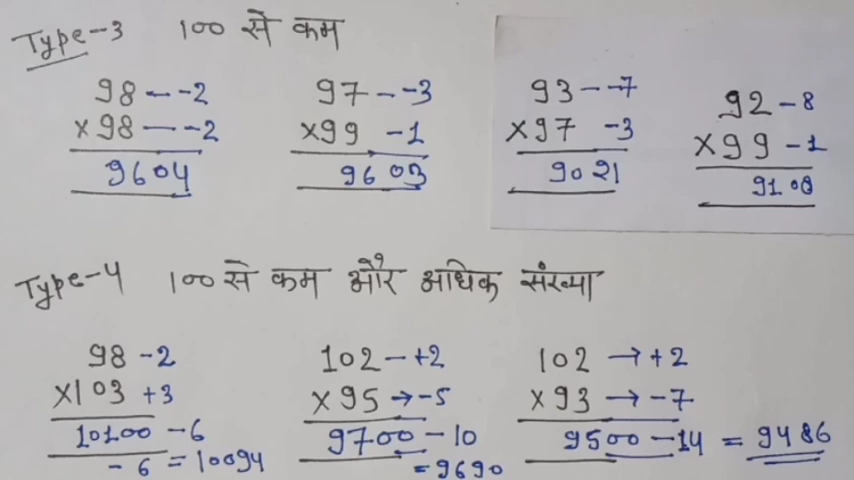 Type-3 100 से कम
98 — -2 97 - -3 93 - -7 92 - 8
×98 — -2 ×99 -1 ×97 -3 ×99 - 1
9604 9603 9021 9108
Type-4 100 से कम और अधिक संख्या
98 -2 102 - +2 102 → +2
×103 +3 ×95 → -5 ×93 → -7
10100 - 6 9700 - 10 9500 - 14 = 9486
- 6 = 10094 = 9690